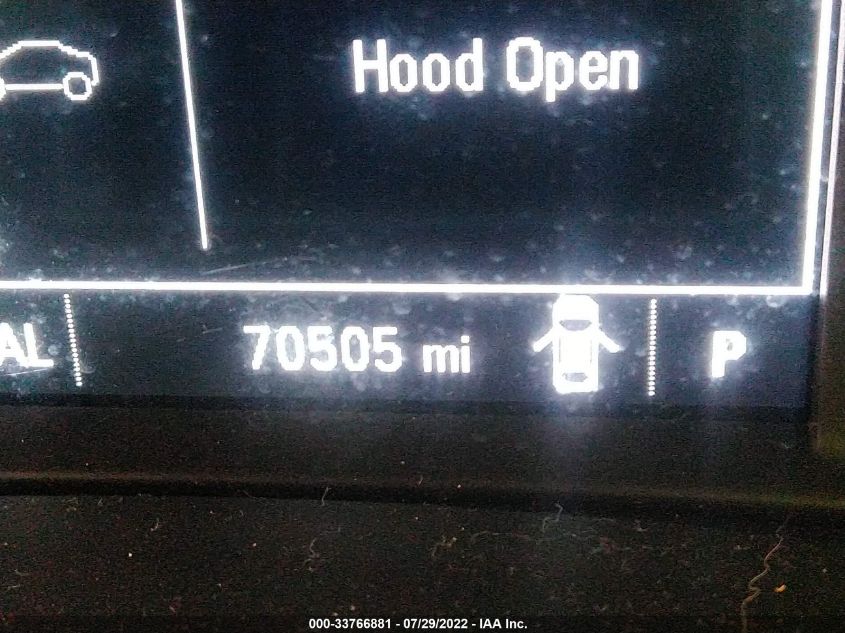 Hood Open
AL
70505 mi
P
000-33766881 - 07/29/2022 - IAA Inc.